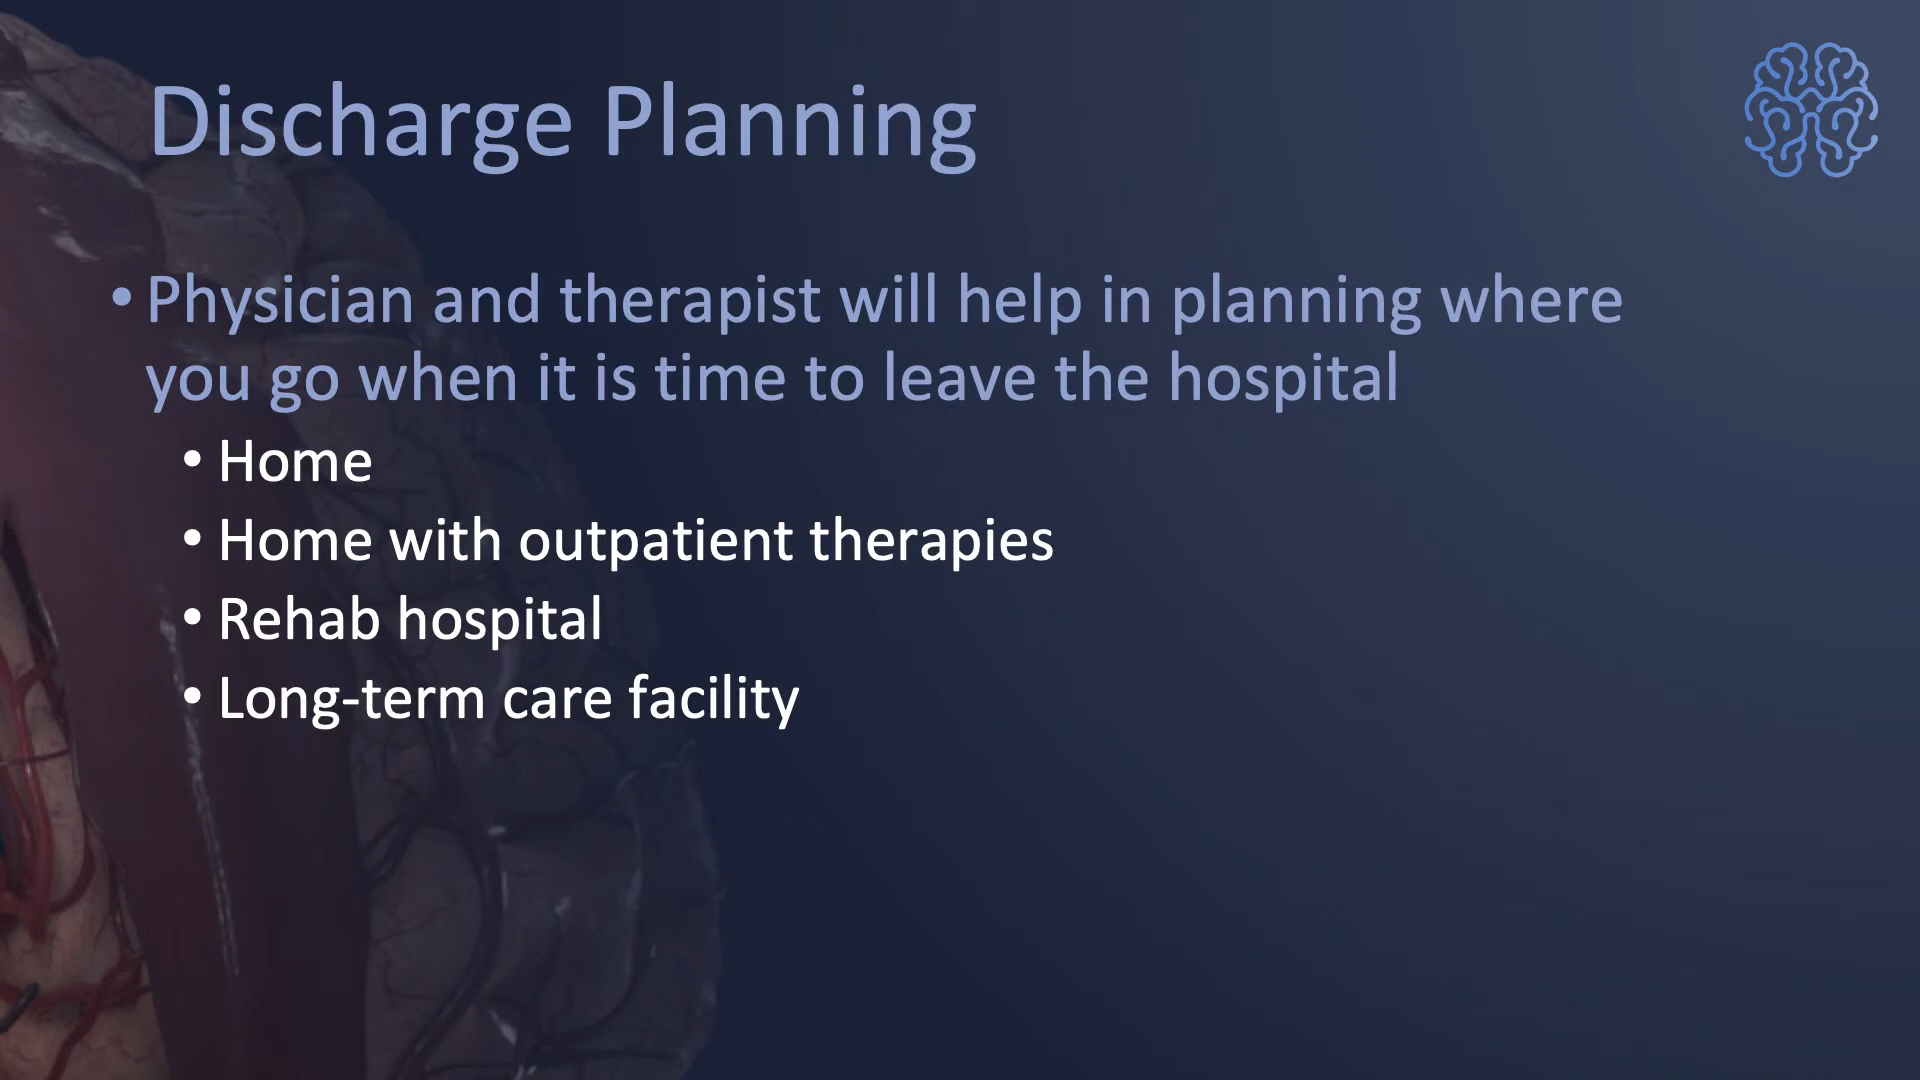 Discharge Planning
• Physician and therapist will help in planning where
you go when it is time to leave the hospital
• Home
• Home with outpatient therapies
• Rehab hospital
• Long-term care facility